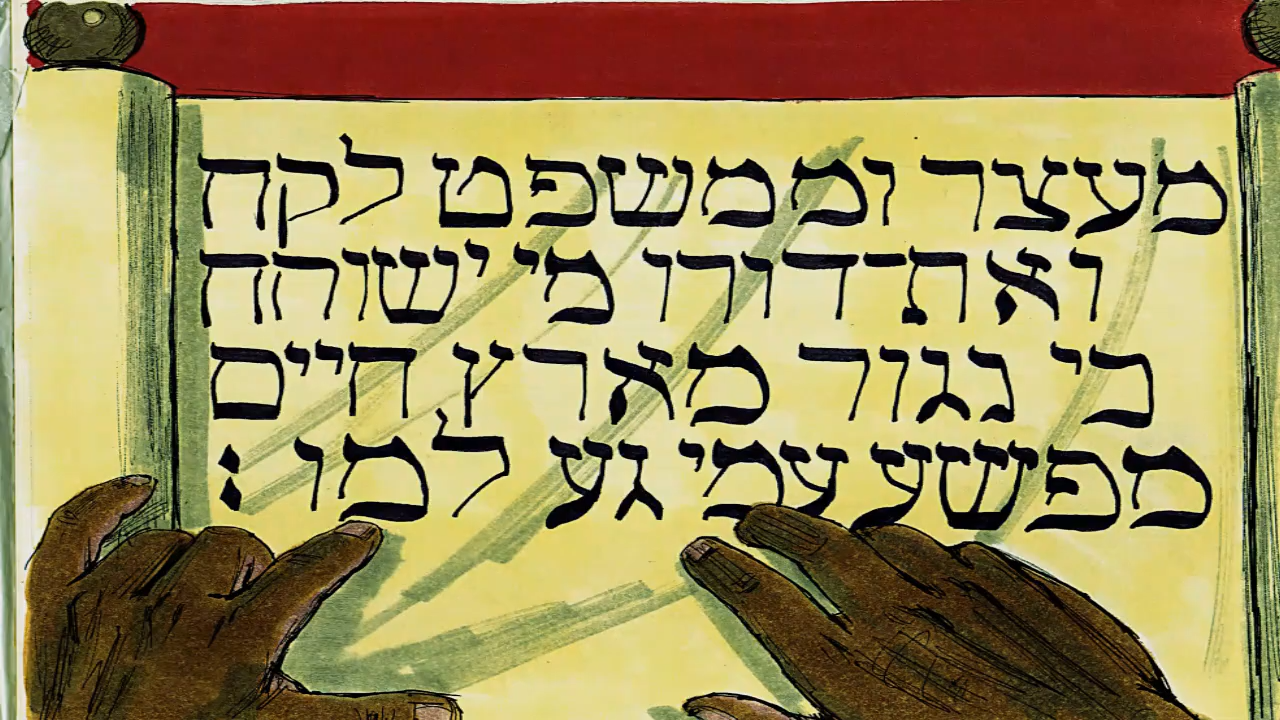 מעצר וממשפט לקח
ואת־דורו מי ישוחח
כי נגזר מארץ חיים
מפשע עמי נגע למו: